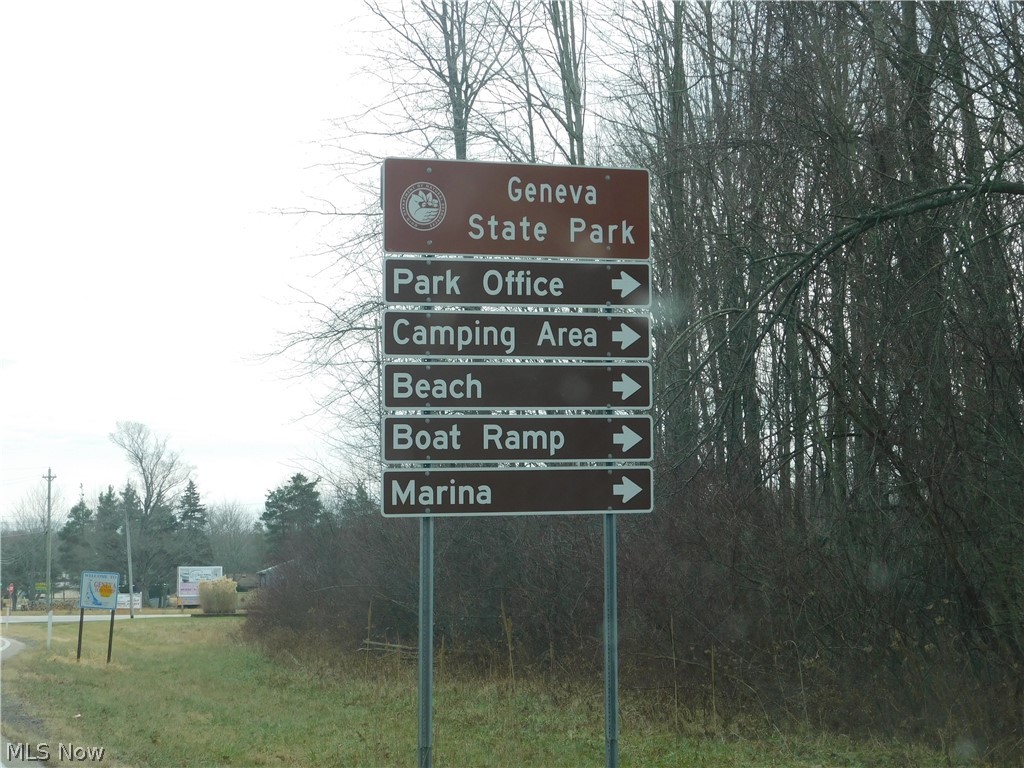 Geneva
State Park
Park Office
Camping Area
Beach
Boat Ramp
Marina
MLS Now